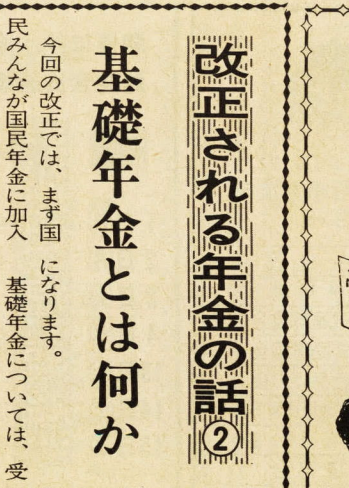 改正される年金の話②
基礎年金とは何か
今回の改正では、まず国
民みんなが国民年金に加入
になります。
基礎年金については、受